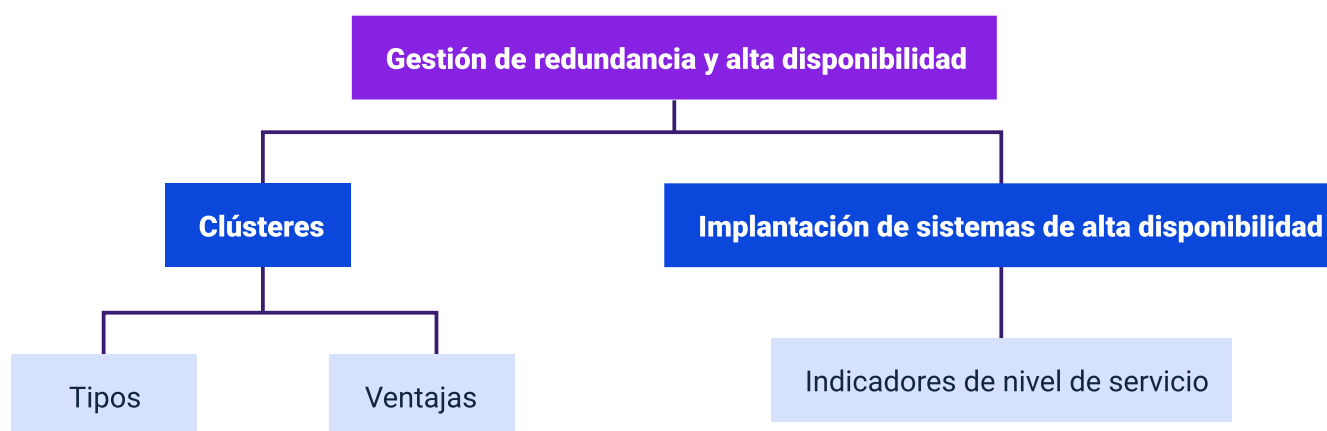 Gestión de redundancia y alta disponibilidad
Clústeres
Implantación de sistemas de alta disponibilidad
Tipos
Ventajas
Indicadores de nivel de servicio